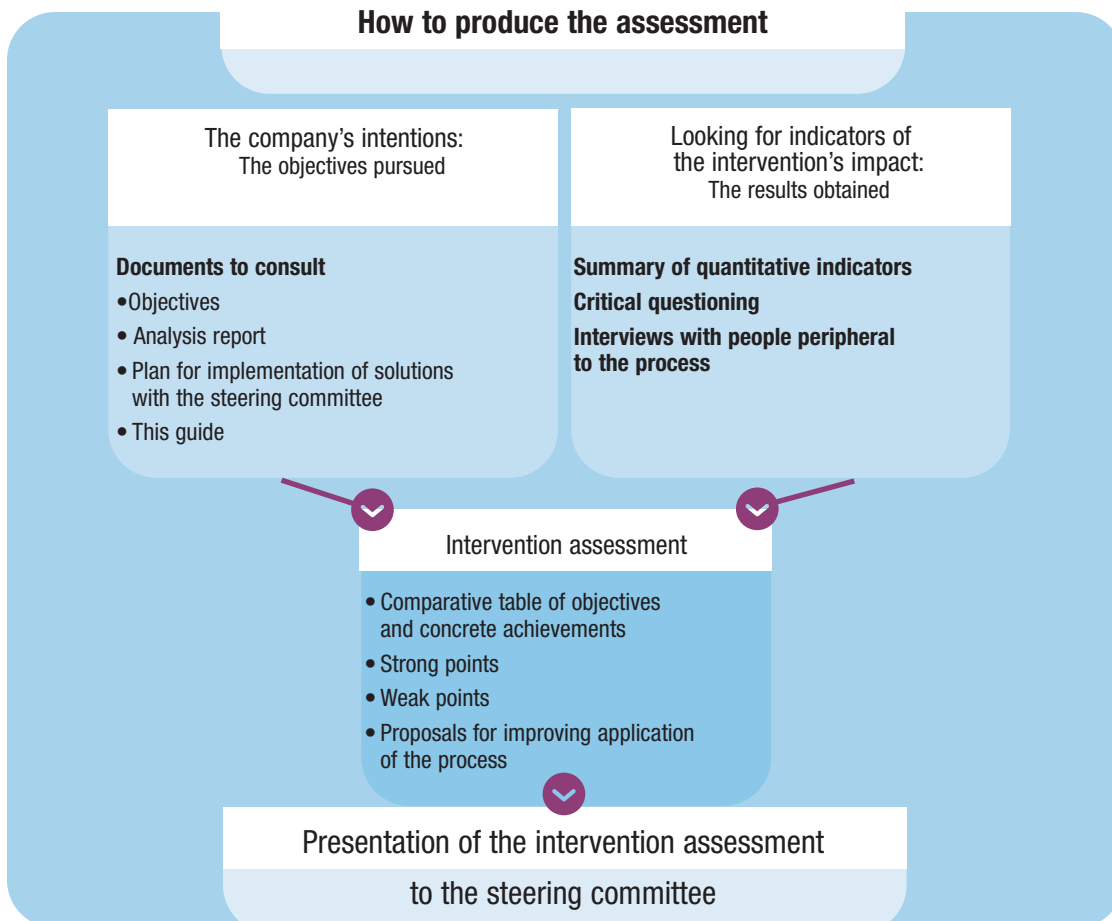 How to produce the assessment
The company's intentions:
The objectives pursued
Documents to consult
•Objectives
• Analysis report
• Plan for implementation of solutions
with the steering committee
• This guide
Looking for indicators of
the intervention's impact:
The results obtained
Summary of quantitative indicators
Critical questioning
Interviews with people peripheral
to the process
Intervention assessment
• Comparative table of objectives
and concrete achievements
• Strong points
• Weak points
• Proposals for improving application
of the process
Presentation of the intervention assessment
to the steering committee